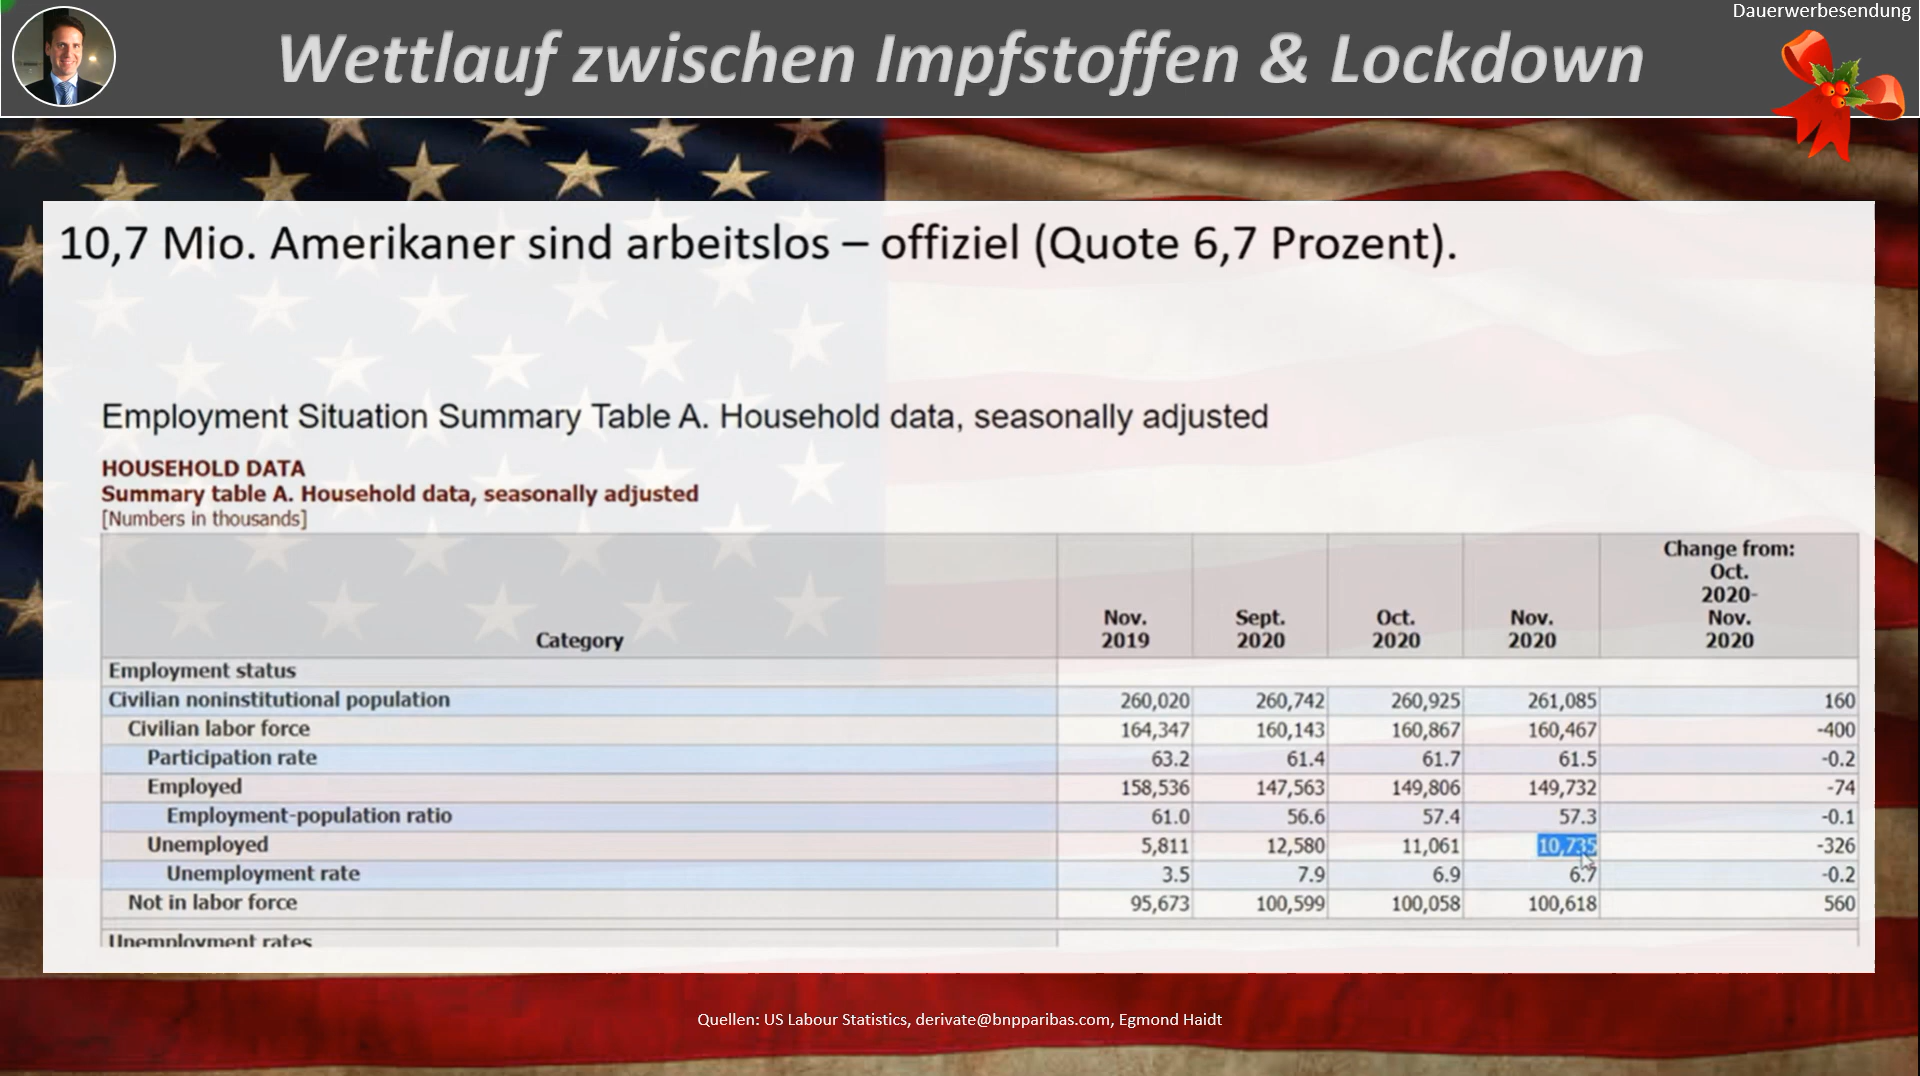 Dauerwerbesendung
Wettlauf zwischen Impfstoffen & Lockdown
10,7 Mio. Amerikaner sind arbeitslos – offiziel (Quote 6,7 Prozent).
Employment Situation Summary Table A. Household data, seasonally adjusted
HOUSEHOLD DATA
Summary table A. Household data, seasonally adjusted
[Numbers in thousands]
Category Nov. 2019 Sept. 2020 Oct. 2020 Nov. 2020 Change from: Oct. 2020- Nov. 2020
Employment status
Civilian noninstitutional population 260,020 260,742 260,925 261,085 160
Civilian labor force 164,347 160,143 160,867 160,467 -400
Participation rate 63.2 61.4 61.7 61.5 -0.2
Employed 158,536 147,563 149,806 149,732 -74
Employment-population ratio 61.0 56.6 57.4 57.3 -0.1
Unemployed 5,811 12,580 11,061 10,735 -326
Unemployment rate 3.5 7.9 6.9 6.7 -0.2
Not in labor force 95,673 100,599 100,058 100,618 560
Unemployment rates
Quellen: US Labour Statistics, derivate@bnpparibas.com, Egmond Haidt